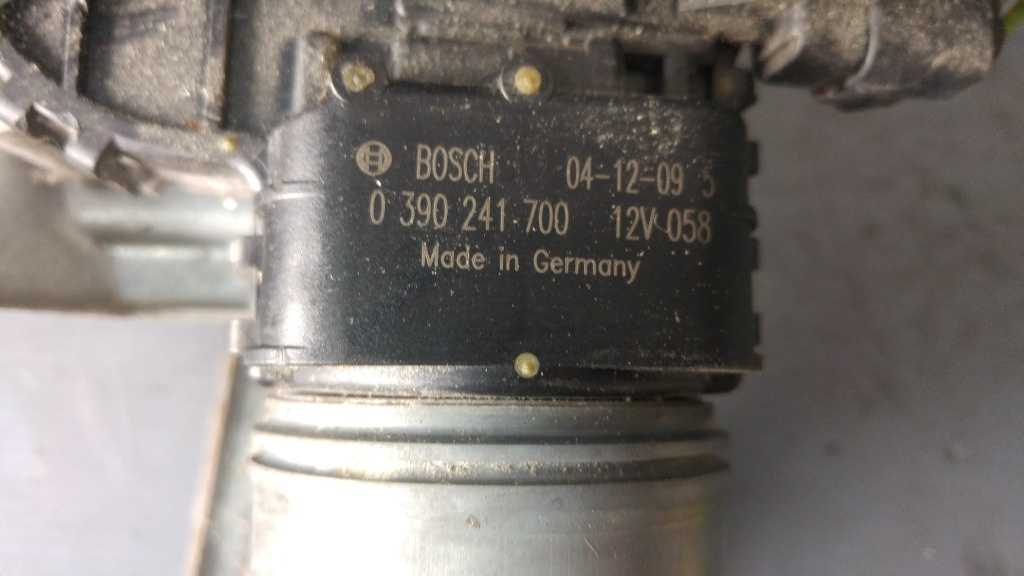 BOSCH 04-12-09 5
0 390 241 700 12V 058
Made in Germany